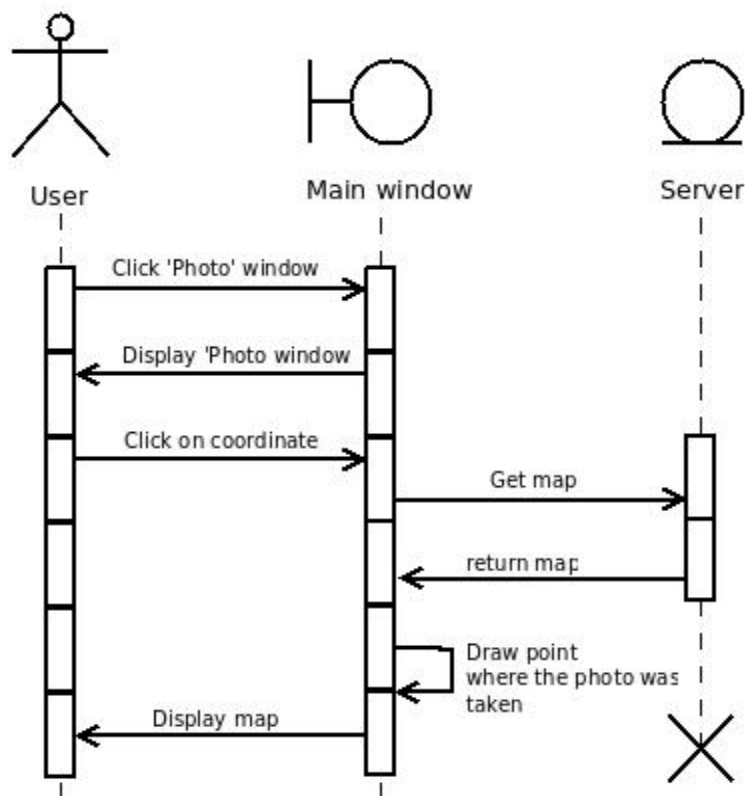 User
Main window
Server
Click 'Photo' window
Display 'Photo window
Click on coordinate
Get map
return map
Draw point
where the photo was
taken
Display map